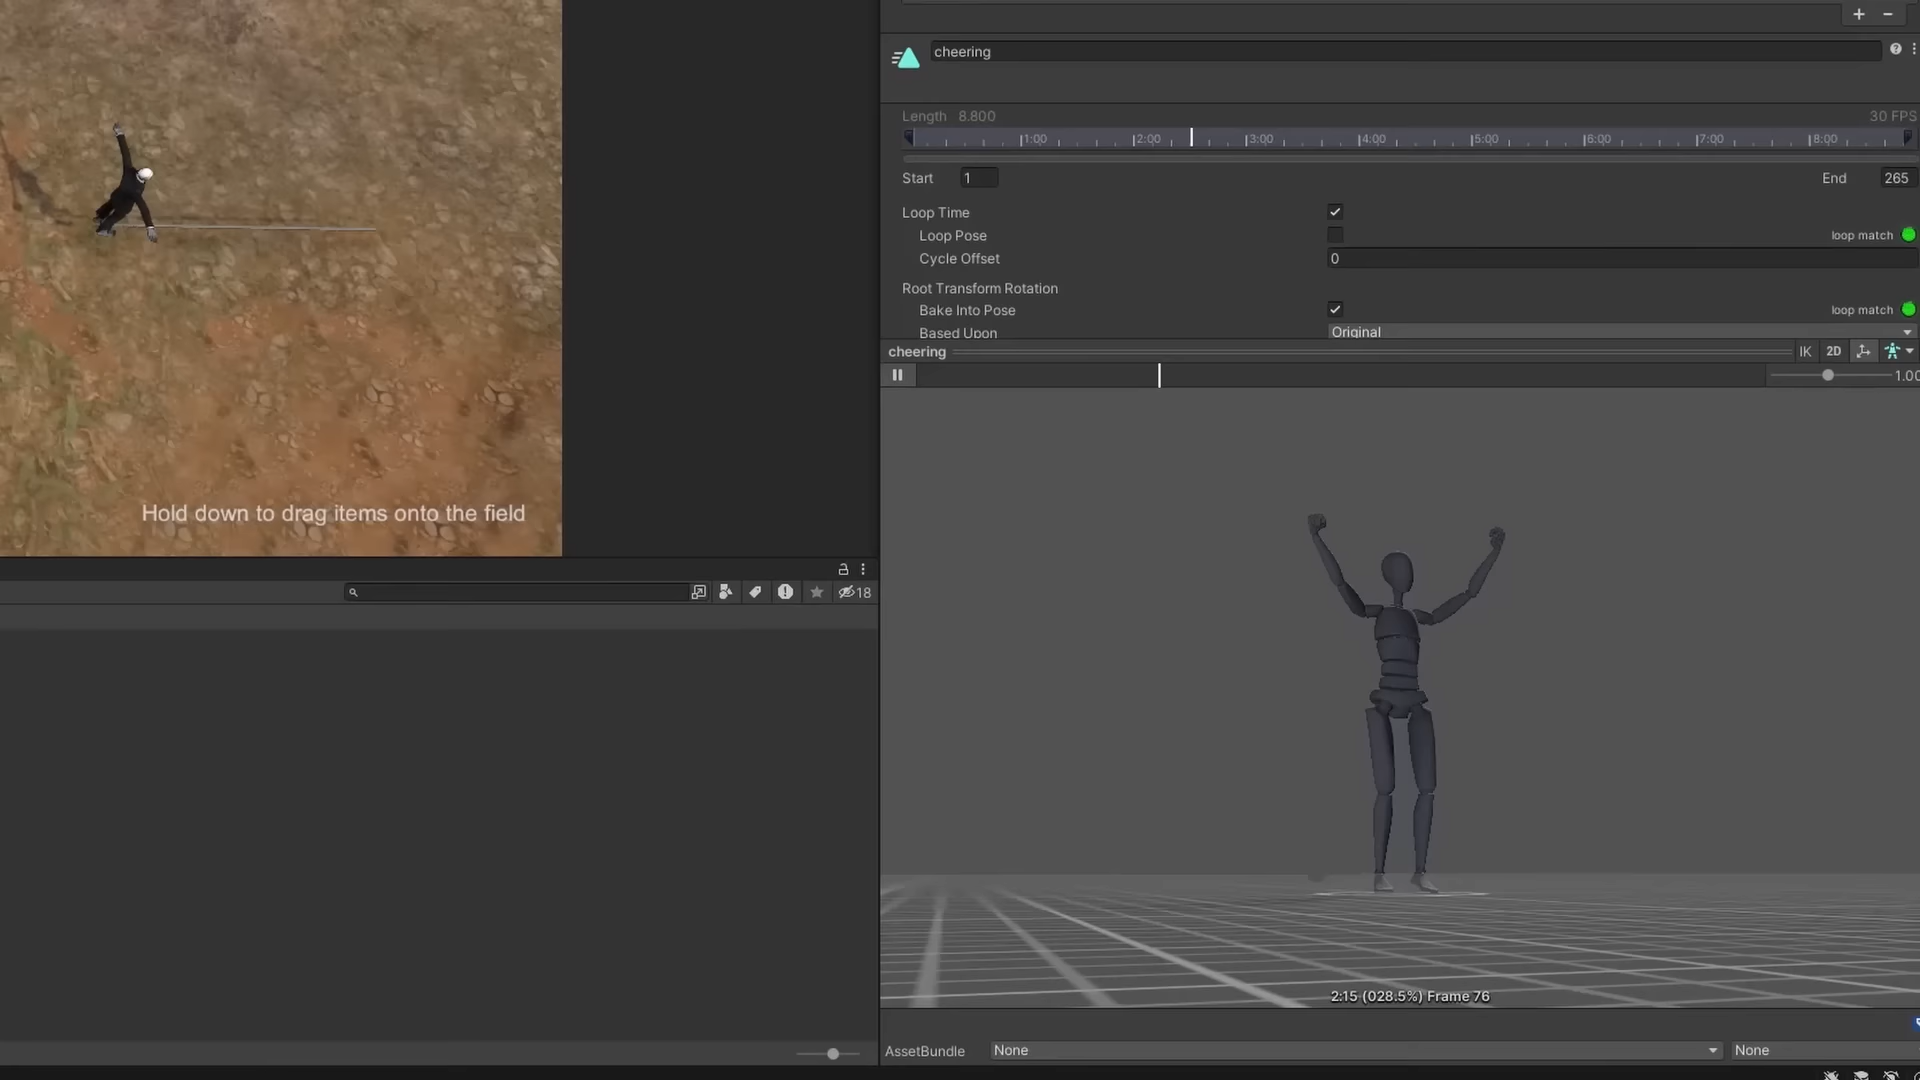 cheering
Length 8.800 30 FPS
1:00 2:00 3:00 4:00 5:00 6:00 7:00 8:00
Start 1 End 265
Loop Time
Loop Pose loop match
Cycle Offset 0
Root Transform Rotation
Bake Into Pose loop match
Based Upon Original
cheering IK 2D
1.00
Hold down to drag items onto the field
18
2:15 (028.5%) Frame 76
AssetBundle None None